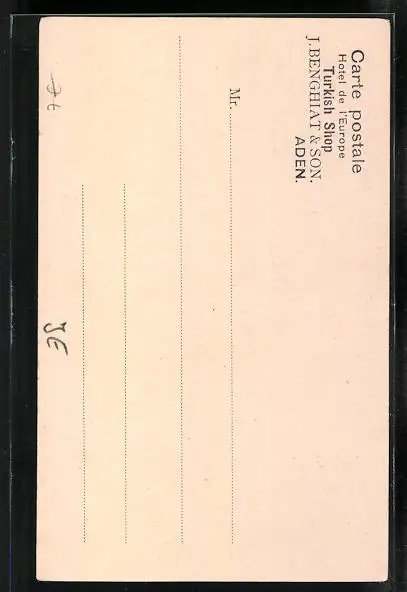 Carte postale
Hotel de l'Europe
Turkish Shop
J. BENGHIAT & SON.
ADEN.
Mr.